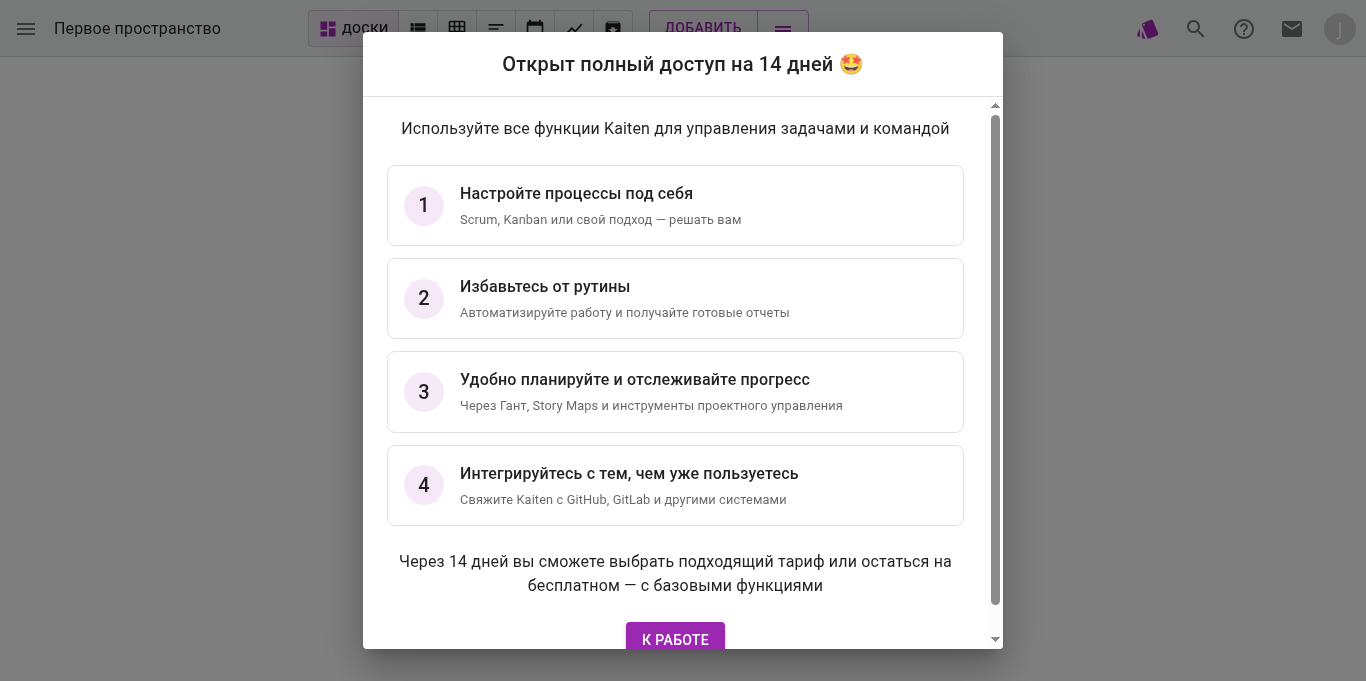 Первое пространство
ДОСКИ
ДОБАВИТЬ
J
Открыт полный доступ на 14 дней 🤩
Используйте все функции Kaiten для управления задачами и командой
1
Настройте процессы под себя
Scrum, Kanban или свой подход — решать вам
2
Избавьтесь от рутины
Автоматизируйте работу и получайте готовые отчеты
3
Удобно планируйте и отслеживайте прогресс
Через Гант, Story Maps и инструменты проектного управления
4
Интегрируйтесь с тем, чем уже пользуетесь
Свяжите Kaiten с GitHub, GitLab и другими системами
Через 14 дней вы сможете выбрать подходящий тариф или остаться на
бесплатном — с базовыми функциями
К РАБОТЕ